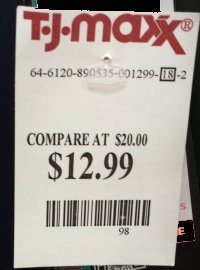 T·J·maxx®
64-6120-890535-001299-18-2
COMPARE AT $20.00
$12.99
98